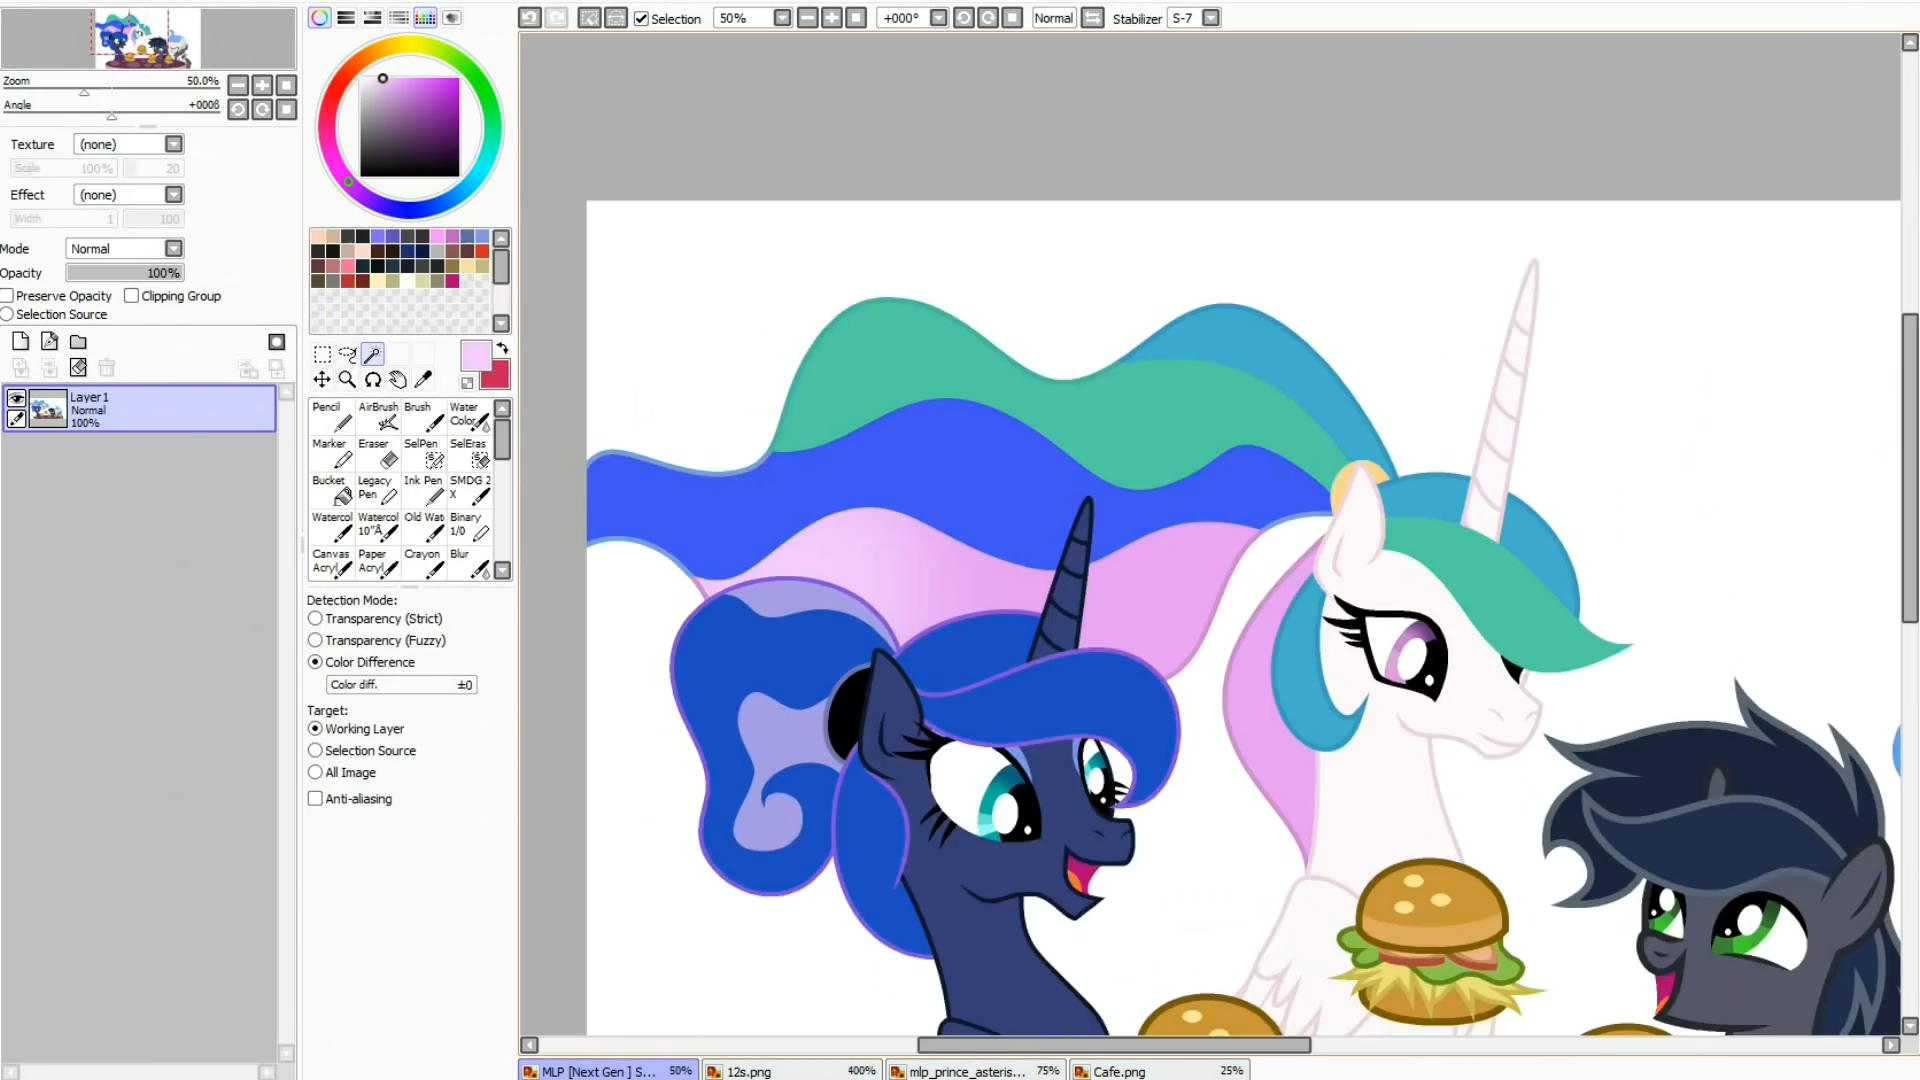 Selection
50%
+000°
Normal
Stabilizer
S-7
Zoom
50.0%
Angle
+0008
Texture
(none)
Scale
100%
20
Effect
(none)
Width
1
100
Mode
Normal
Opacity
100%
Preserve Opacity
Clipping Group
Selection Source
Layer1
Normal
100%
Pencil
AirBrush
Brush
Water
Color
Marker
Eraser
SelPen
SelEras
Bucket
Legacy
Pen
Ink Pen
SMDG 2
X
Watercol
Watercol
10"Â
Old Wat
Binary
1/0
Canvas
Acryl
Paper
Acryl
Crayon
Blur
Detection Mode:
Transparency (Strict)
Transparency (Fuzzy)
Color Difference
Color diff.
±0
Target:
Working Layer
Selection Source
All Image
Anti-aliasing
MLP [Next Gen ] S...
50%
12s.png
400%
mlp_prince_asteris...
75%
Cafe.png
25%